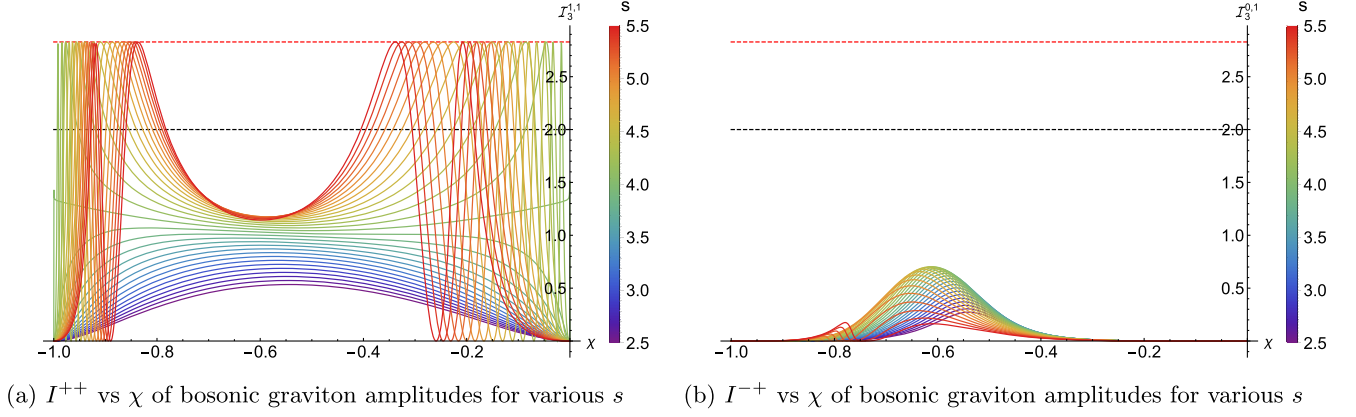 $\mathcal{I}_3^{1,1}$ s $\mathcal{I}_3^{0,1}$ s
5.5 5.5
2.5 5.0 2.5 5.0
4.5 4.5
2.0 2.0
1.5 4.0 1.5 4.0
1.0 3.5 1.0 3.5
0.5 3.0 0.5 3.0
χ 2.5 χ 2.5
−1.0 −0.8 −0.6 −0.4 −0.2 −1.0 −0.8 −0.6 −0.4 −0.2
(a) $I^{++}$ vs χ of bosonic graviton amplitudes for various s
(b) $I^{-+}$ vs χ of bosonic graviton amplitudes for various s